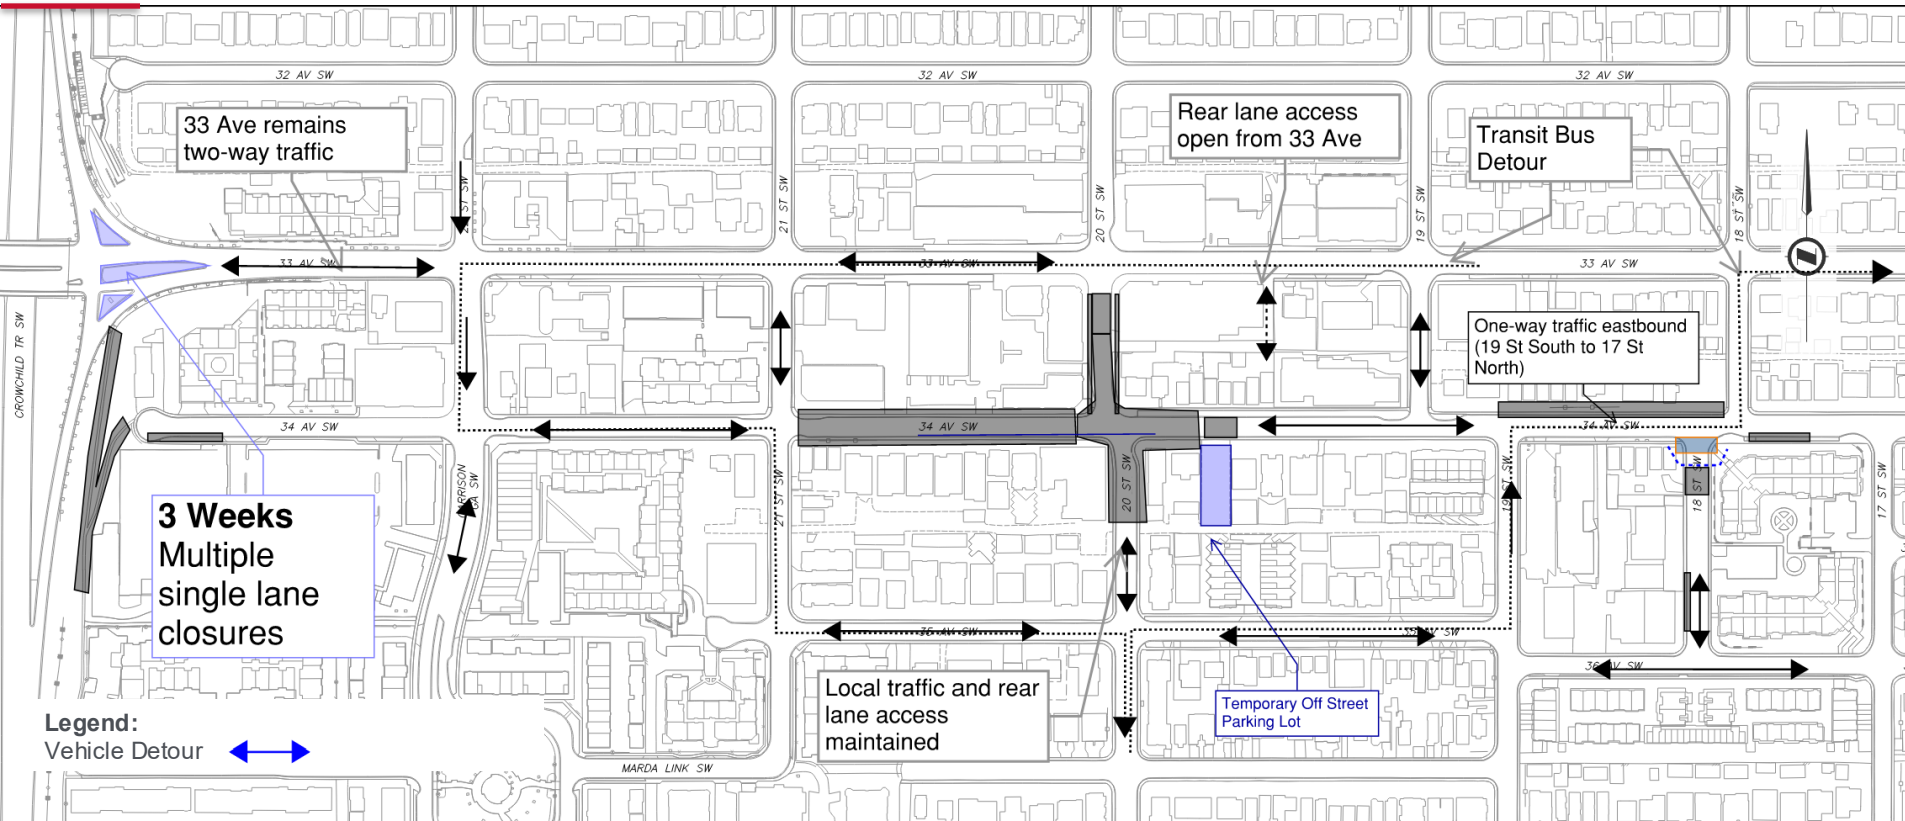 32 AV SW
32 AV SW
32 AV SW
33 Ave remains
two-way traffic
Rear lane access
open from 33 Ave
Transit Bus
Detour
ST SW
21 ST SW
20 ST SW
19 ST SW
18 ST SW
33 AV SW
33 AV SW
33 AV SW
CROWCHILD TR SW
One-way traffic eastbound
(19 St South to 17 St
North)
34 AV SW
34 AV SW
34 AV SW
21 ST SW
20 ST SW
19 ST SW
18 ST SW
17 ST SW
3 Weeks
Multiple
single lane
closures
35 AV SW
35 AV SW
36 AV SW
Local traffic and rear
lane access
maintained
Temporary Off Street
Parking Lot
Legend:
Vehicle Detour
MARDA LINK SW